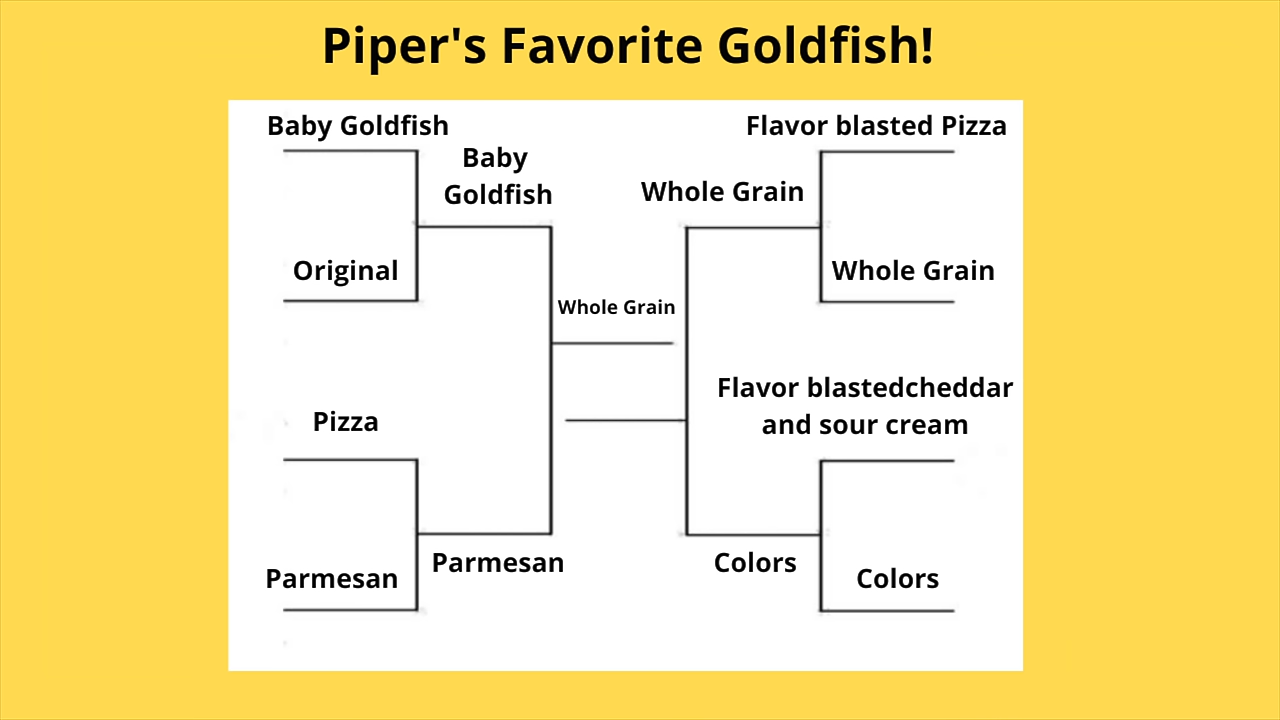 Piper's Favorite Goldfish!
Baby Goldfish
Flavor blasted Pizza
Baby
Goldfish
Whole Grain
Original
Whole Grain
Whole Grain
Flavor blastedcheddar
and sour cream
Pizza
Parmesan
Colors
Parmesan
Colors